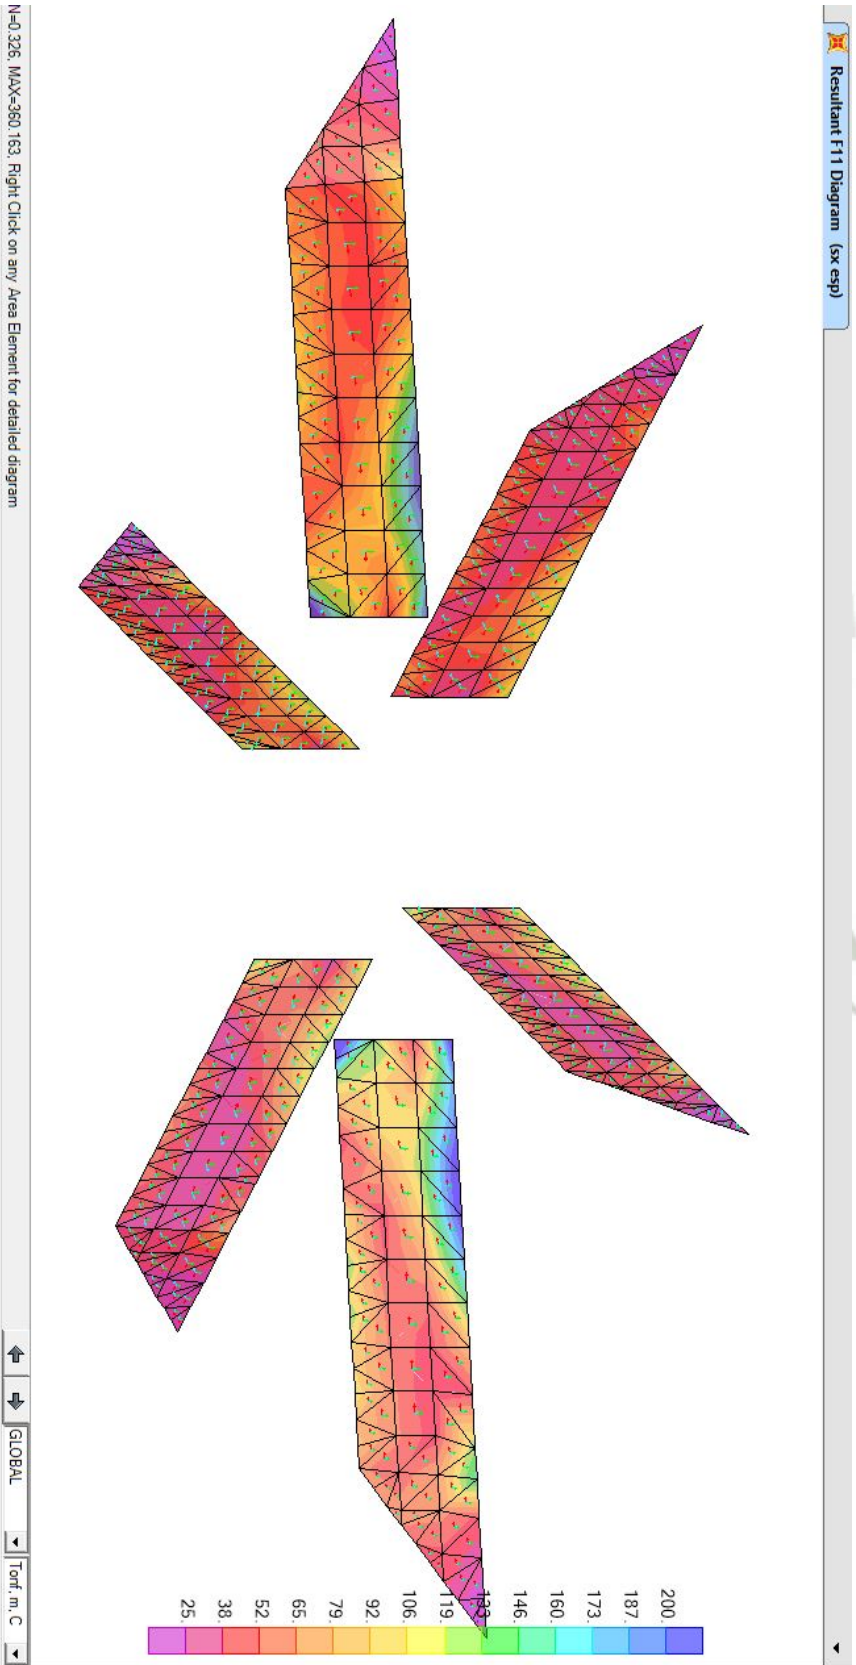 Resultant F11 Diagram (sx esp)
25. 38. 52. 65. 79. 92. 106. 119. 133. 146. 160. 173. 187. 200.
N=0.326, MAX=360.163, Right Click on any Area Element for detailed diagram
GLOBAL
Tonf, m, C